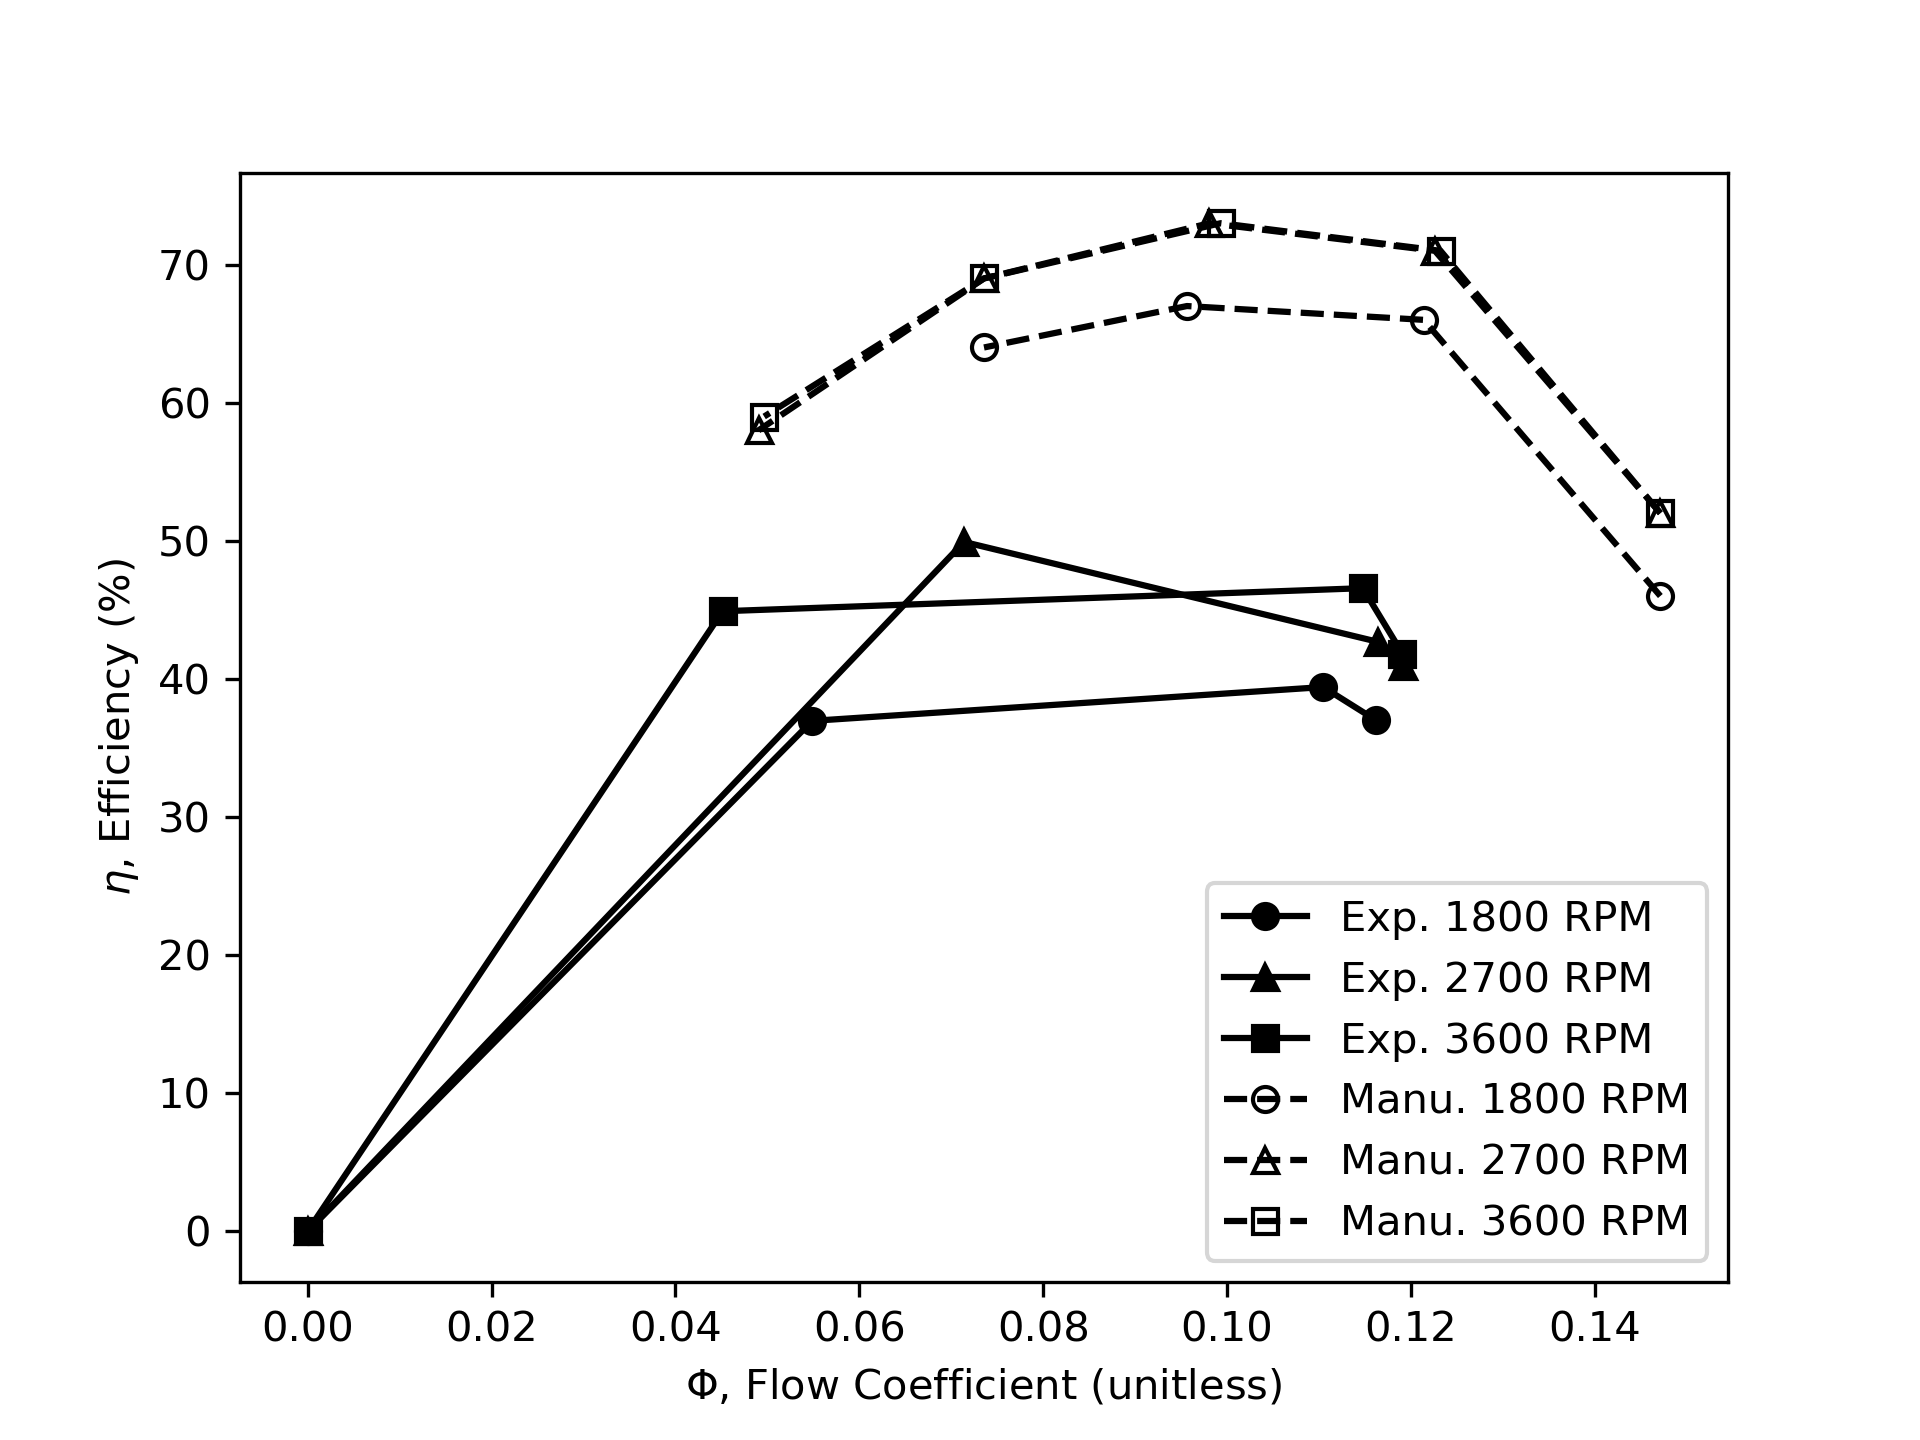 70
60
50
40
30
20
10
0
η, Efficiency (%)
0.00 0.02 0.04 0.06 0.08 0.10 0.12 0.14
Φ, Flow Coefficient (unitless)
Exp. 1800 RPM
Exp. 2700 RPM
Exp. 3600 RPM
Manu. 1800 RPM
Manu. 2700 RPM
Manu. 3600 RPM